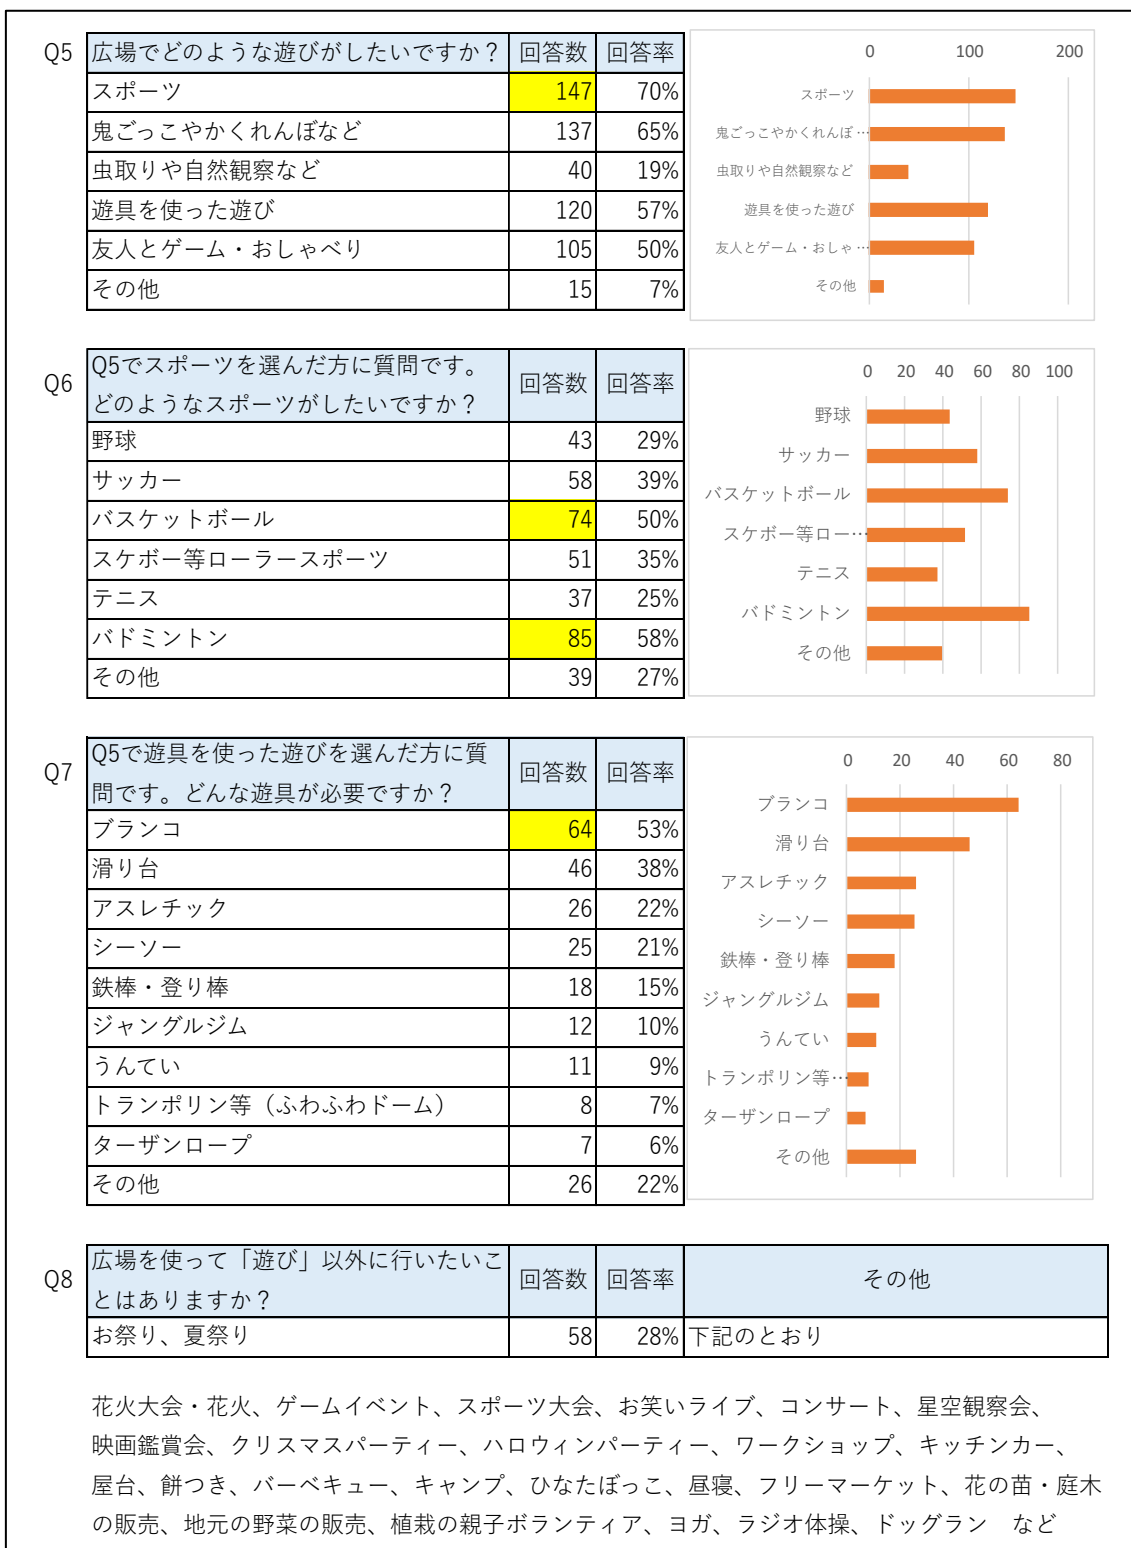 Q5 広場でどのような遊びがしたいですか？ 回答数 回答率
スポーツ 147 70%
鬼ごっこやかくれんぼなど 137 65%
虫取りや自然観察など 40 19%
遊具を使った遊び 120 57%
友人とゲーム・おしゃべり 105 50%
その他 15 7%
0 100 200
スポーツ
鬼ごっこやかくれんぼ…
虫取りや自然観察など
遊具を使った遊び
友人とゲーム・おしゃ…
その他
Q6 Q5でスポーツを選んだ方に質問です。
どのようなスポーツがしたいですか？ 回答数 回答率
野球 43 29%
サッカー 58 39%
バスケットボール 74 50%
スケボー等ローラースポーツ 51 35%
テニス 37 25%
バドミントン 85 58%
その他 39 27%
0 20 40 60 80 100
野球
サッカー
バスケットボール
スケボー等ロー…
テニス
バドミントン
その他
Q7 Q5で遊具を使った遊びを選んだ方に質
問です。どんな遊具が必要ですか？ 回答数 回答率
ブランコ 64 53%
滑り台 46 38%
アスレチック 26 22%
シーソー 25 21%
鉄棒・登り棒 18 15%
ジャングルジム 12 10%
うんてい 11 9%
トランポリン等（ふわふわドーム） 8 7%
ターザンロープ 7 6%
その他 26 22%
0 20 40 60 80
ブランコ
滑り台
アスレチック
シーソー
鉄棒・登り棒
ジャングルジム
うんてい
トランポリン等…
ターザンロープ
その他
Q8 広場を使って「遊び」以外に行いたいこ
とはありますか？ 回答数 回答率 その他
お祭り、夏祭り 58 28% 下記のとおり
花火大会・花火、ゲームイベント、スポーツ大会、お笑いライブ、コンサート、星空観察会、
映画鑑賞会、クリスマスパーティー、ハロウィンパーティー、ワークショップ、キッチンカー、
屋台、餅つき、バーベキュー、キャンプ、ひなたぼっこ、昼寝、フリーマーケット、花の苗・庭木
の販売、地元の野菜の販売、植栽の親子ボランティア、ヨガ、ラジオ体操、ドッグラン　など